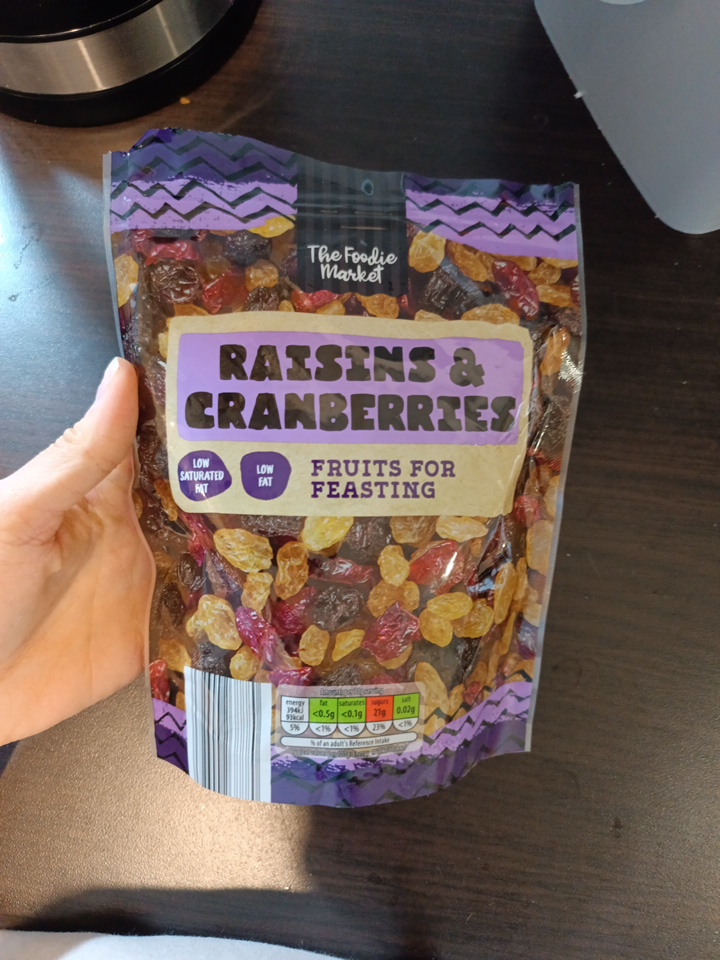 The Foodie
Market
RAISINS &
CRANBERRIES
LOW
SATURATED
FAT
LOW
FAT
FRUITS FOR
FEASTING
energy fat saturates sugars salt
394kJ
93kcal <0.5g <0.1g 21g 0.02g
5% <1% <1% 23% <1%
% of an adult's Reference Intake